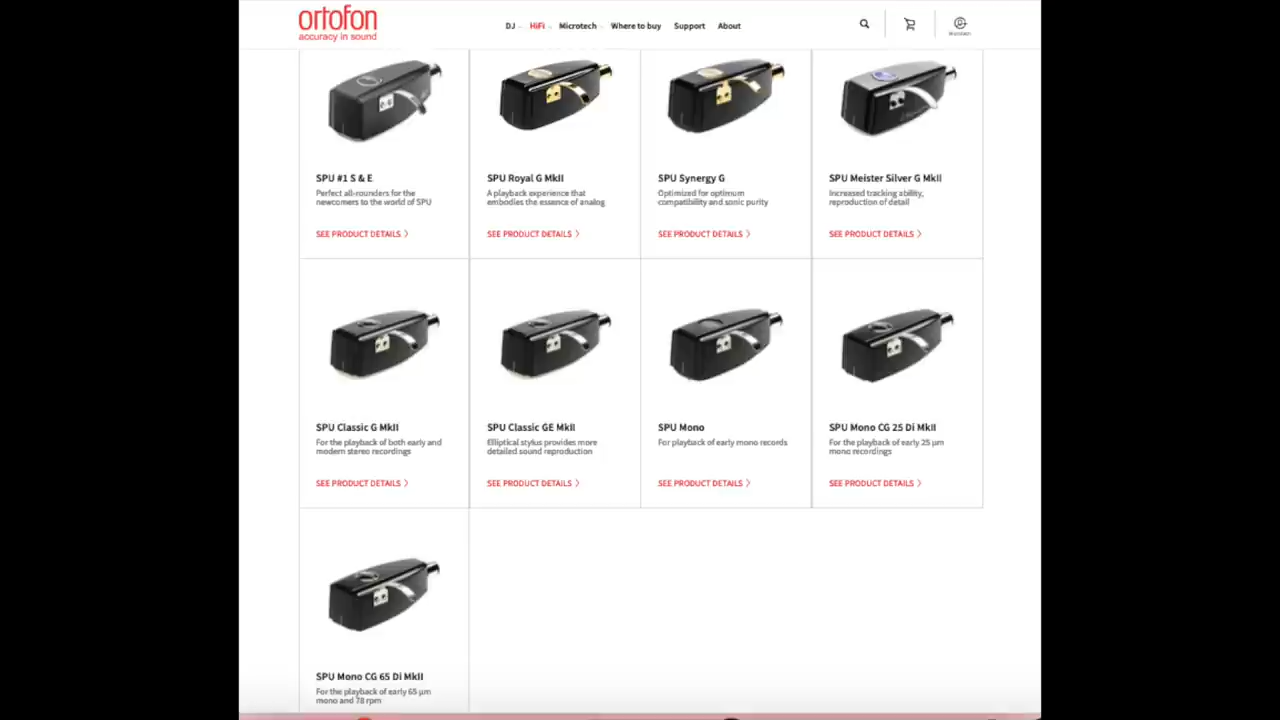 ortofon
accuracy in sound
DJ HiFi Microtech Where to buy Support About
SPU #1 S & E
Perfect all-rounders for the
newcomers to the world of SPU
SEE PRODUCT DETAILS
SPU Royal G MkII
A playback experience that
embodies the essence of analog
SEE PRODUCT DETAILS
SPU Synergy G
Optimized for optimum
compatibility and sonic purity
SEE PRODUCT DETAILS
SPU Meister Silver G MkII
Increased tracking ability,
reproduction of detail
SEE PRODUCT DETAILS
SPU Classic G MkII
For the playback of both early and
modern stereo recordings
SEE PRODUCT DETAILS
SPU Classic GE MkII
Elliptical stylus provides more
detailed sound reproduction
SEE PRODUCT DETAILS
SPU Mono
For playback of early mono records
SEE PRODUCT DETAILS
SPU Mono CG 25 Di MkII
For the playback of early 25 µm
mono recordings
SEE PRODUCT DETAILS
SPU Mono CG 65 Di MkII
For the playback of early 65 µm
mono and 78 rpm